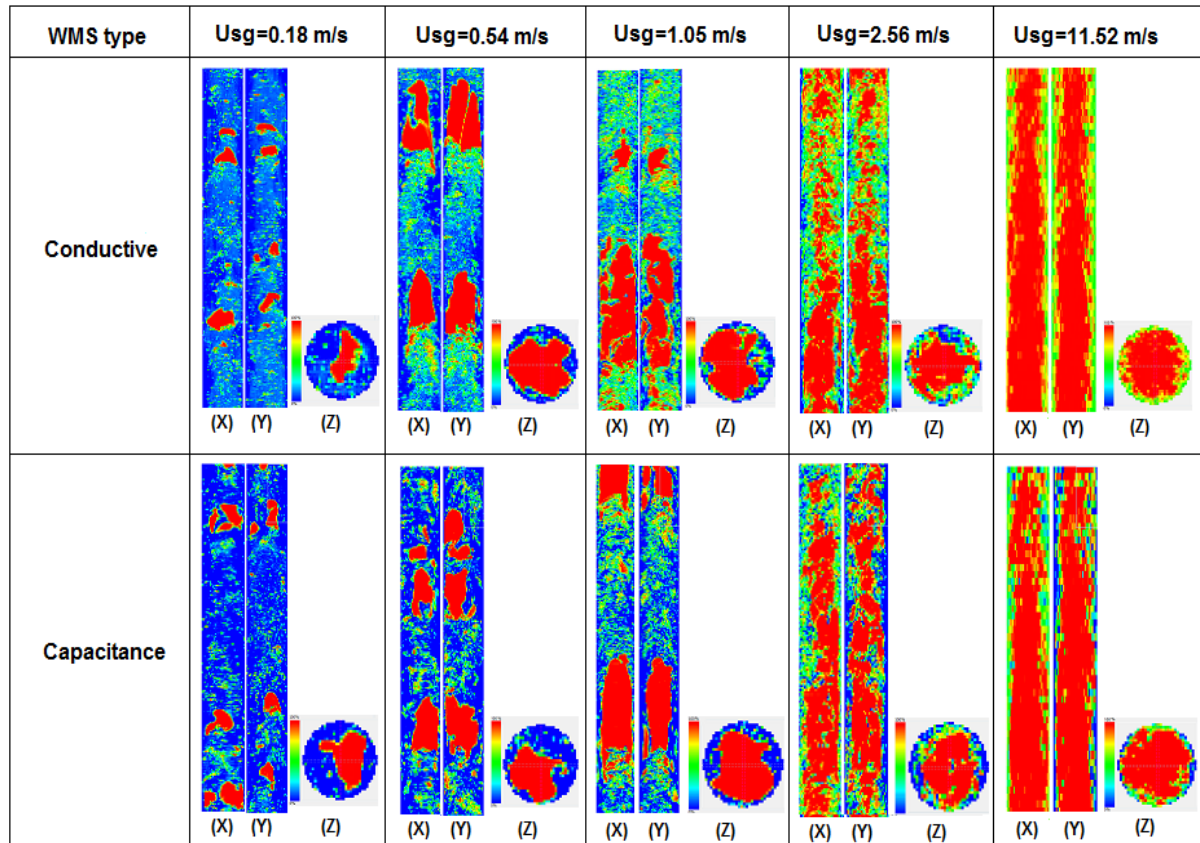 WMS type Usg=0.18 m/s Usg=0.54 m/s Usg=1.05 m/s Usg=2.56 m/s Usg=11.52 m/s
Conductive
(X) (Y) (Z) (X) (Y) (Z) (X) (Y) (Z) (X) (Y) (Z) (X) (Y) (Z)
Capacitance
(X) (Y) (Z) (X) (Y) (Z) (X) (Y) (Z) (X) (Y) (Z) (X) (Y) (Z)